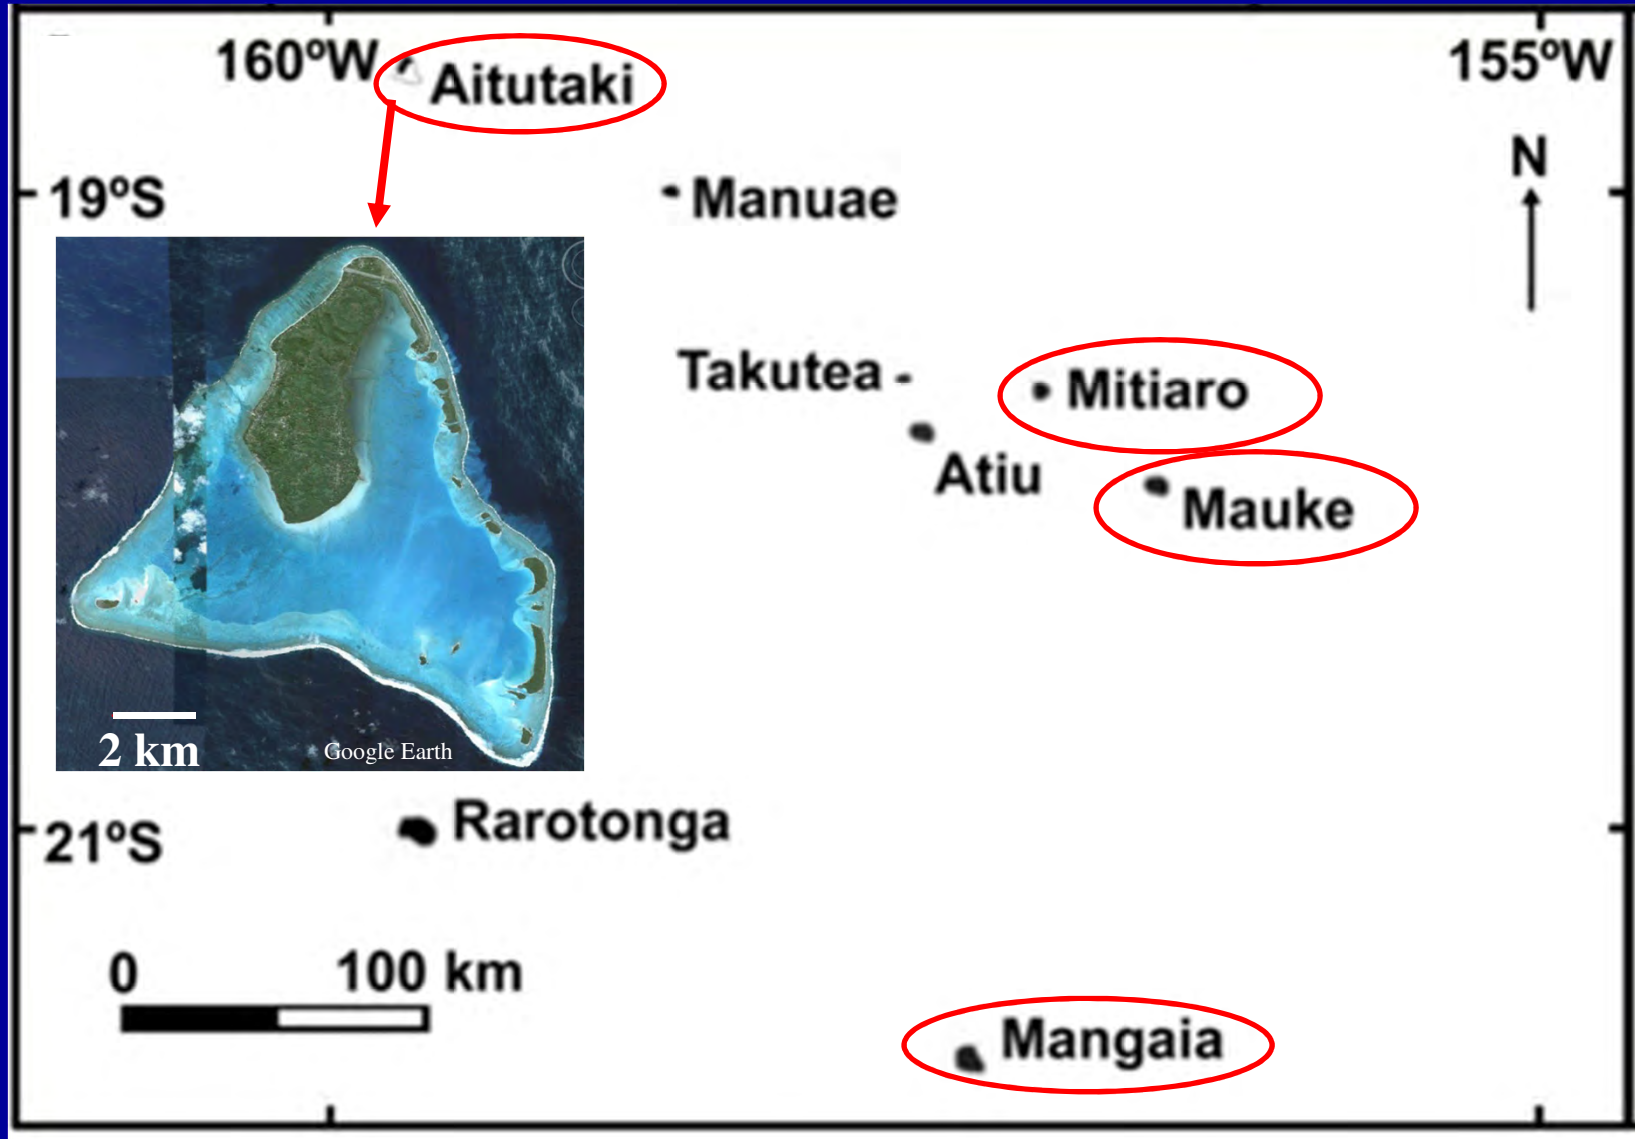 160ºW
155ºW
Aitutaki
N
19ºS
Manuae
Takutea
Mitiaro
Atiu
Mauke
2 km
Google Earth
21ºS
Rarotonga
0
100 km
Mangaia